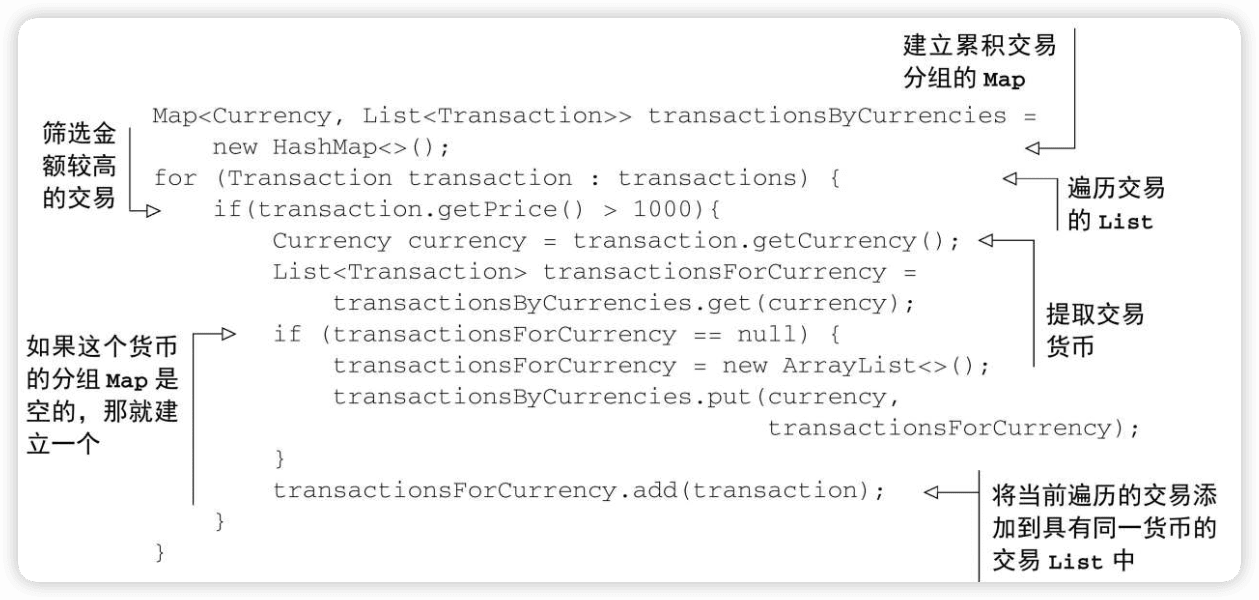 建立累积交易
分组的 Map
Map<Currency, List<Transaction>> transactionsByCurrencies =
new HashMap<>();
筛选金
额较高
的交易
for (Transaction transaction : transactions) {
遍历交易
的 List
if(transaction.getPrice() > 1000){
Currency currency = transaction.getCurrency();
提取交易
货币
List<Transaction> transactionsForCurrency =
transactionsByCurrencies.get(currency);
如果这个货币
的分组 Map 是
空的，那就建
立一个
if (transactionsForCurrency == null) {
transactionsForCurrency = new ArrayList<>();
transactionsByCurrencies.put(currency,
transactionsForCurrency);
}
transactionsForCurrency.add(transaction);
将当前遍历的交易添
加到具有同一货币的
交易 List 中
}
}